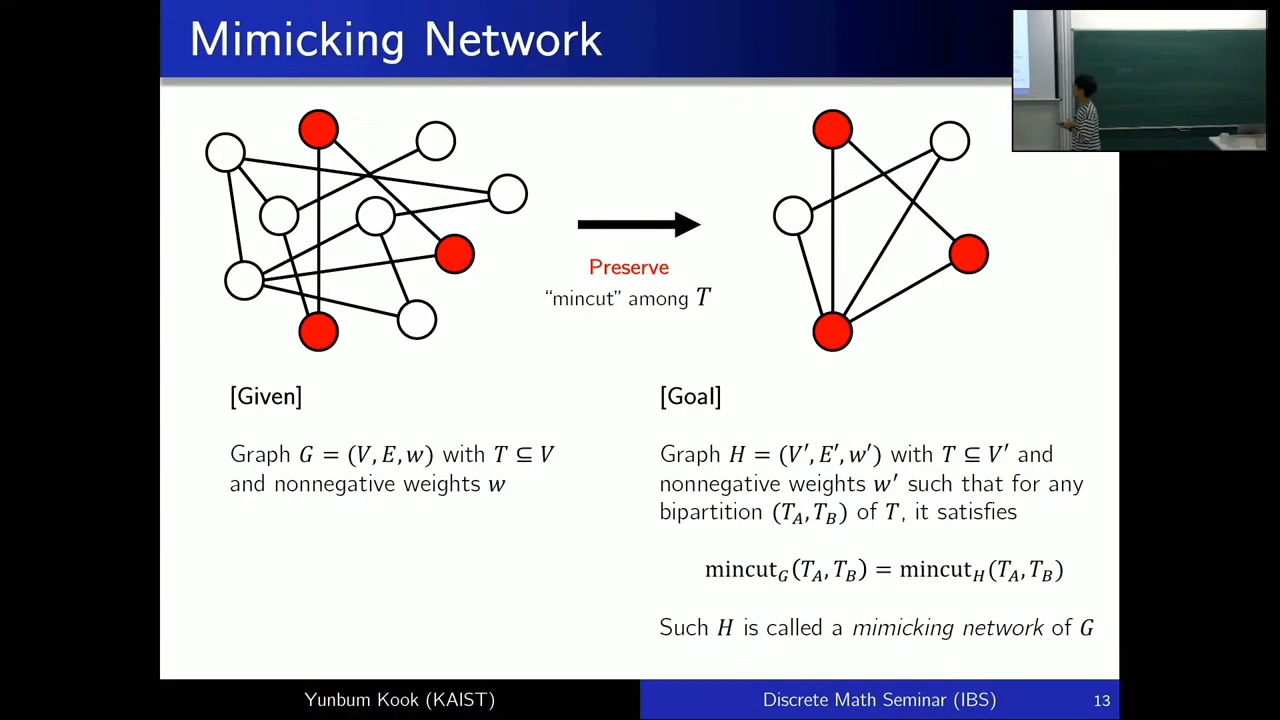 Mimicking Network
Preserve
“mincut” among T
[Given]
Graph G = (V, E, w) with T ⊆ V
and nonnegative weights w
[Goal]
Graph H = (V′, E′, w′) with T ⊆ V′ and
nonnegative weights w′ such that for any
bipartition (T_A, T_B) of T, it satisfies
mincut_G(T_A, T_B) = mincut_H(T_A, T_B)
Such H is called a mimicking network of G
Yunbum Kook (KAIST)
Discrete Math Seminar (IBS)
13